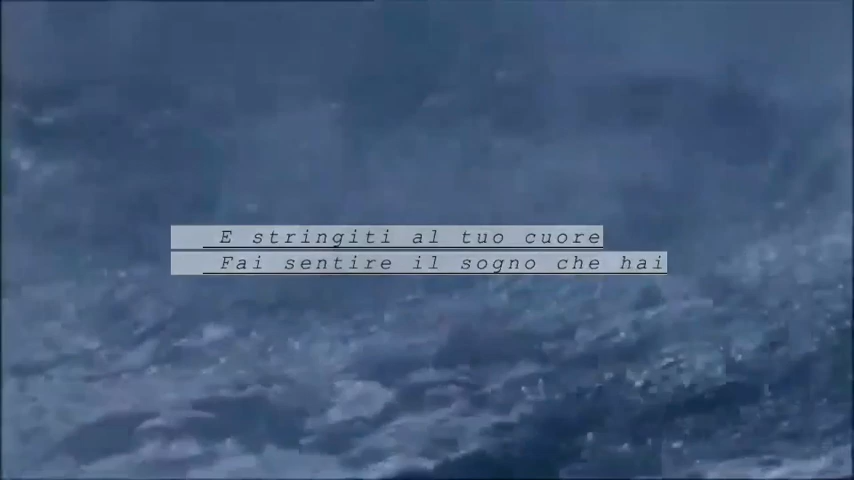 E stringiti al tuo cuore
Fai sentire il sogno che hai